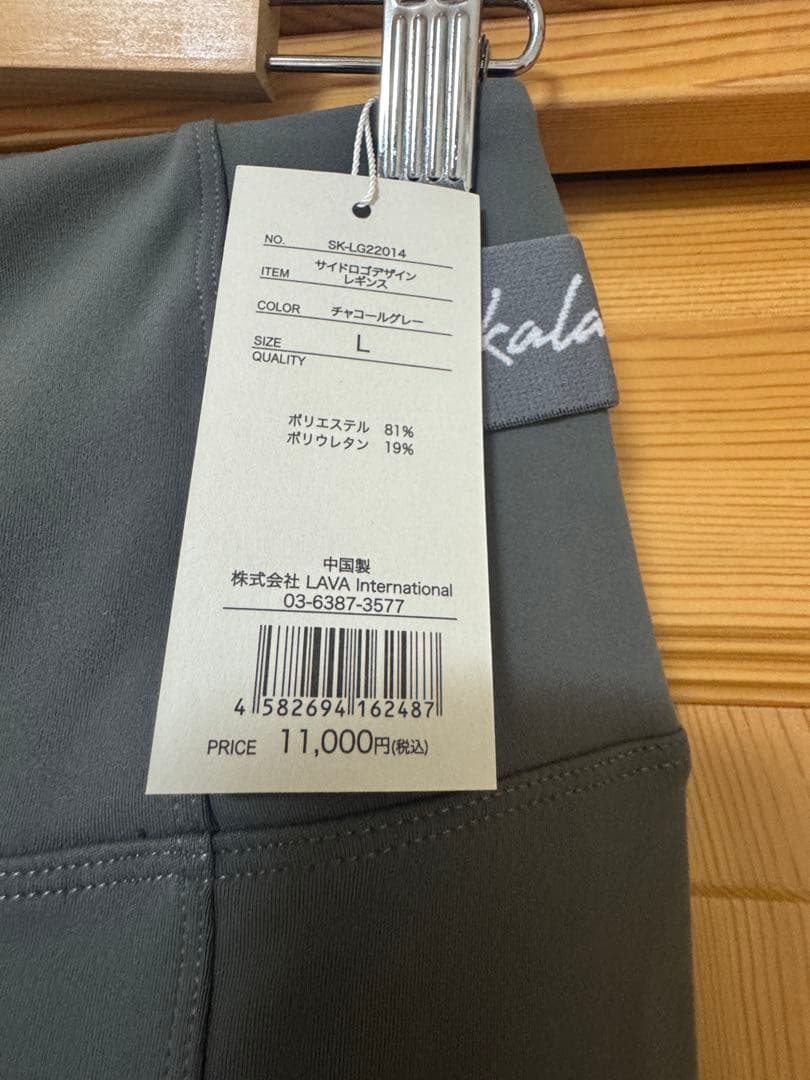 NO. SK-LG22014
ITEM サイドロゴデザイン
レギンス
COLOR チャコールグレー
SIZE L
QUALITY
ポリエステル 81%
ポリウレタン 19%
中国製
株式会社 LAVA International
03-6387-3577
4 582694 162487
PRICE 11,000円(税込)
kala